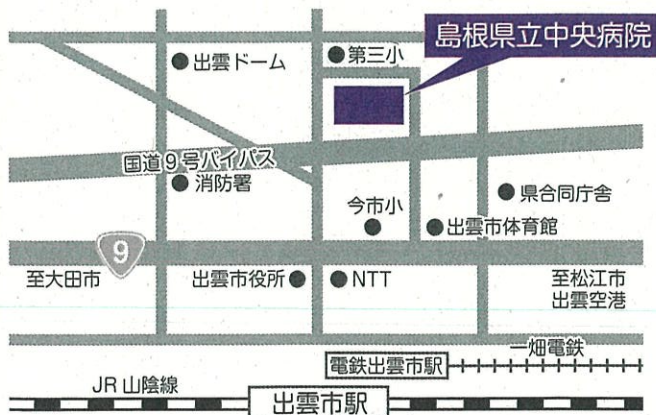 島根県立中央病院
第三小
出雲ドーム
国道9号バイパス
消防署
県合同庁舎
今市小
出雲市体育館
9
至大田市
出雲市役所
NTT
至松江市
出雲空港
一畑電鉄
電鉄出雲市駅
JR山陰線
出雲市駅